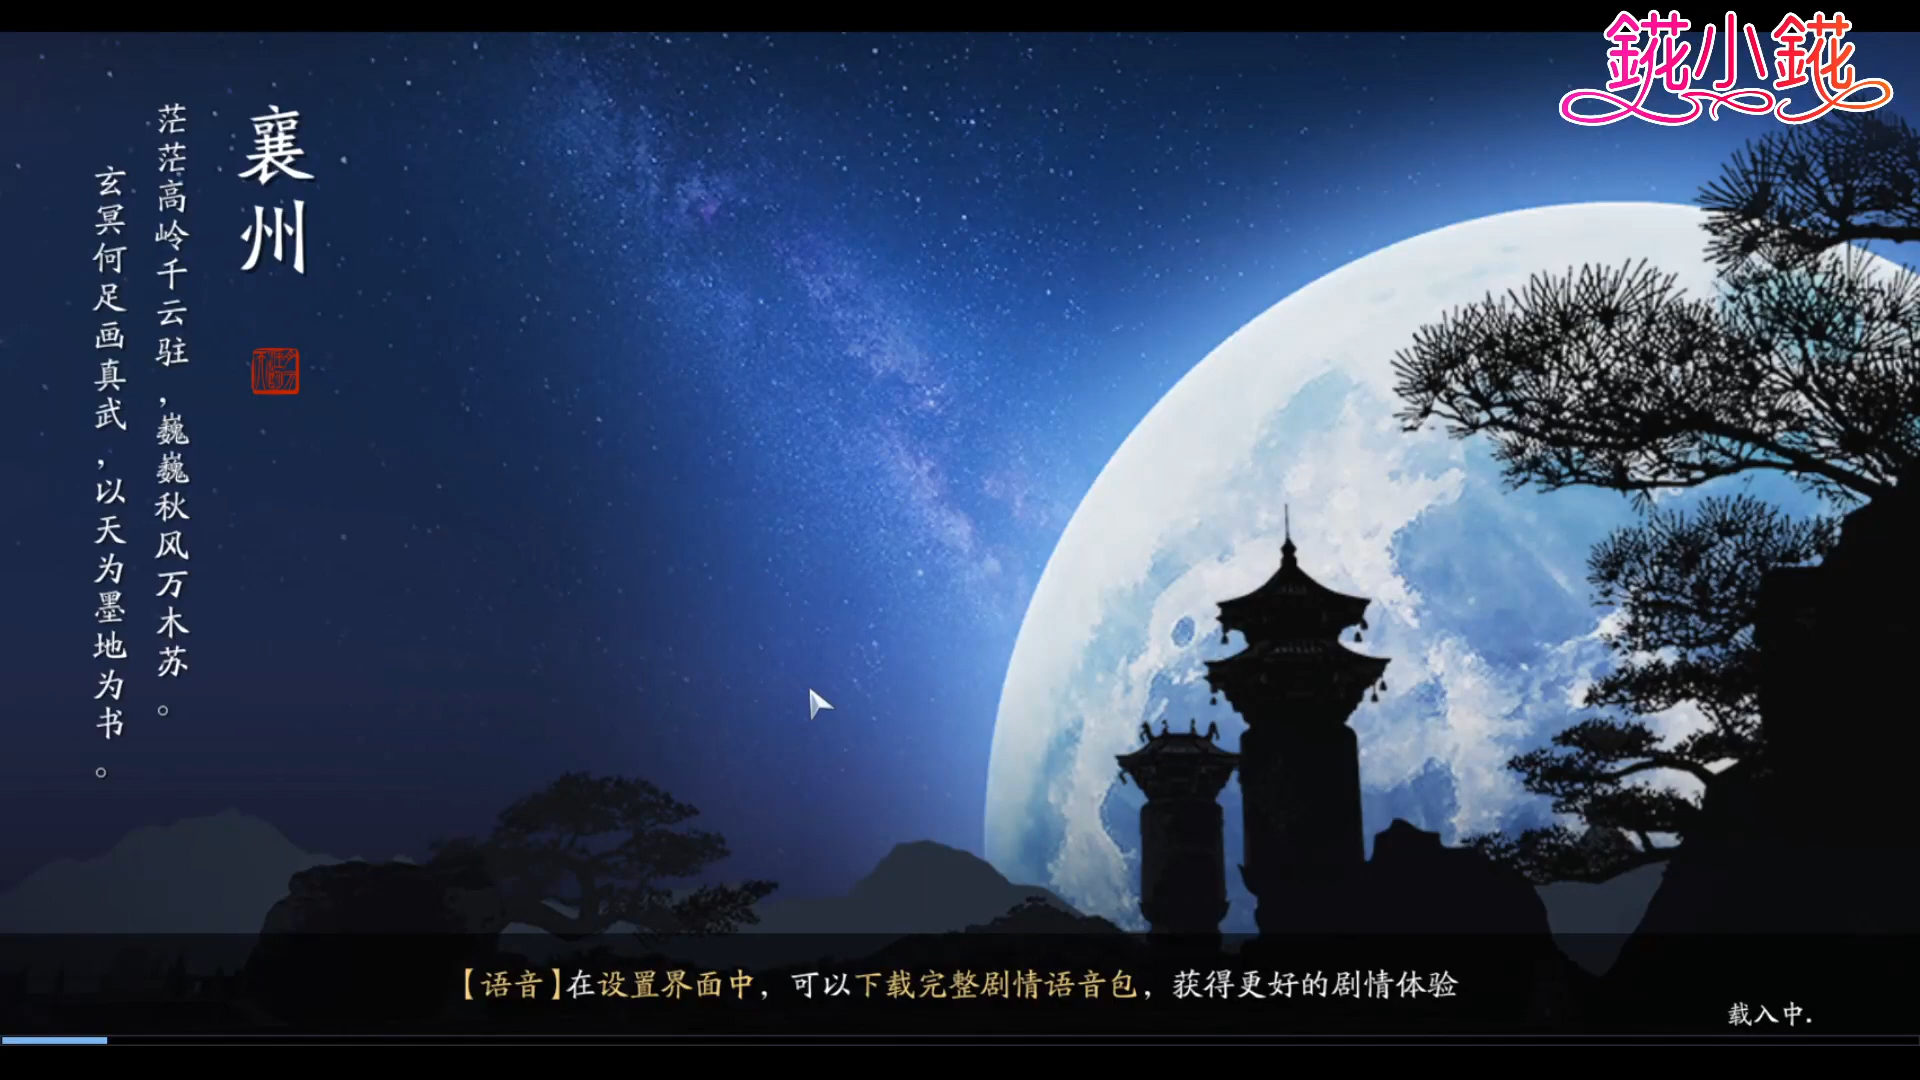 錵小錵
襄州
茫茫高岭千云驻，巍巍秋风万木苏。
玄冥何足画真武，以天为墨地为书。
【语音】在设置界面中，可以下载完整剧情语音包，获得更好的剧情体验
载入中.